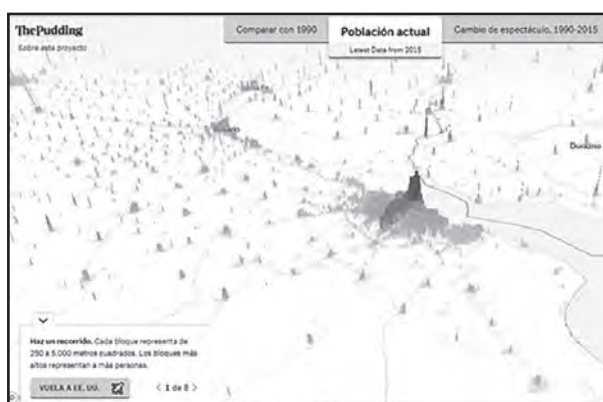 ThePudding
Sobre este proyecto
Comparar con 1990
Población actual
Latest Data from 2015
Cambio de espectáculo, 1990-2015
Durazno
Haz un recorrido. Cada bloque representa de
250 a 5.000 metros cuadrados. Los bloques más
altos representan a más personas.
VUELA A EE. UU.
< 1 de 8 >